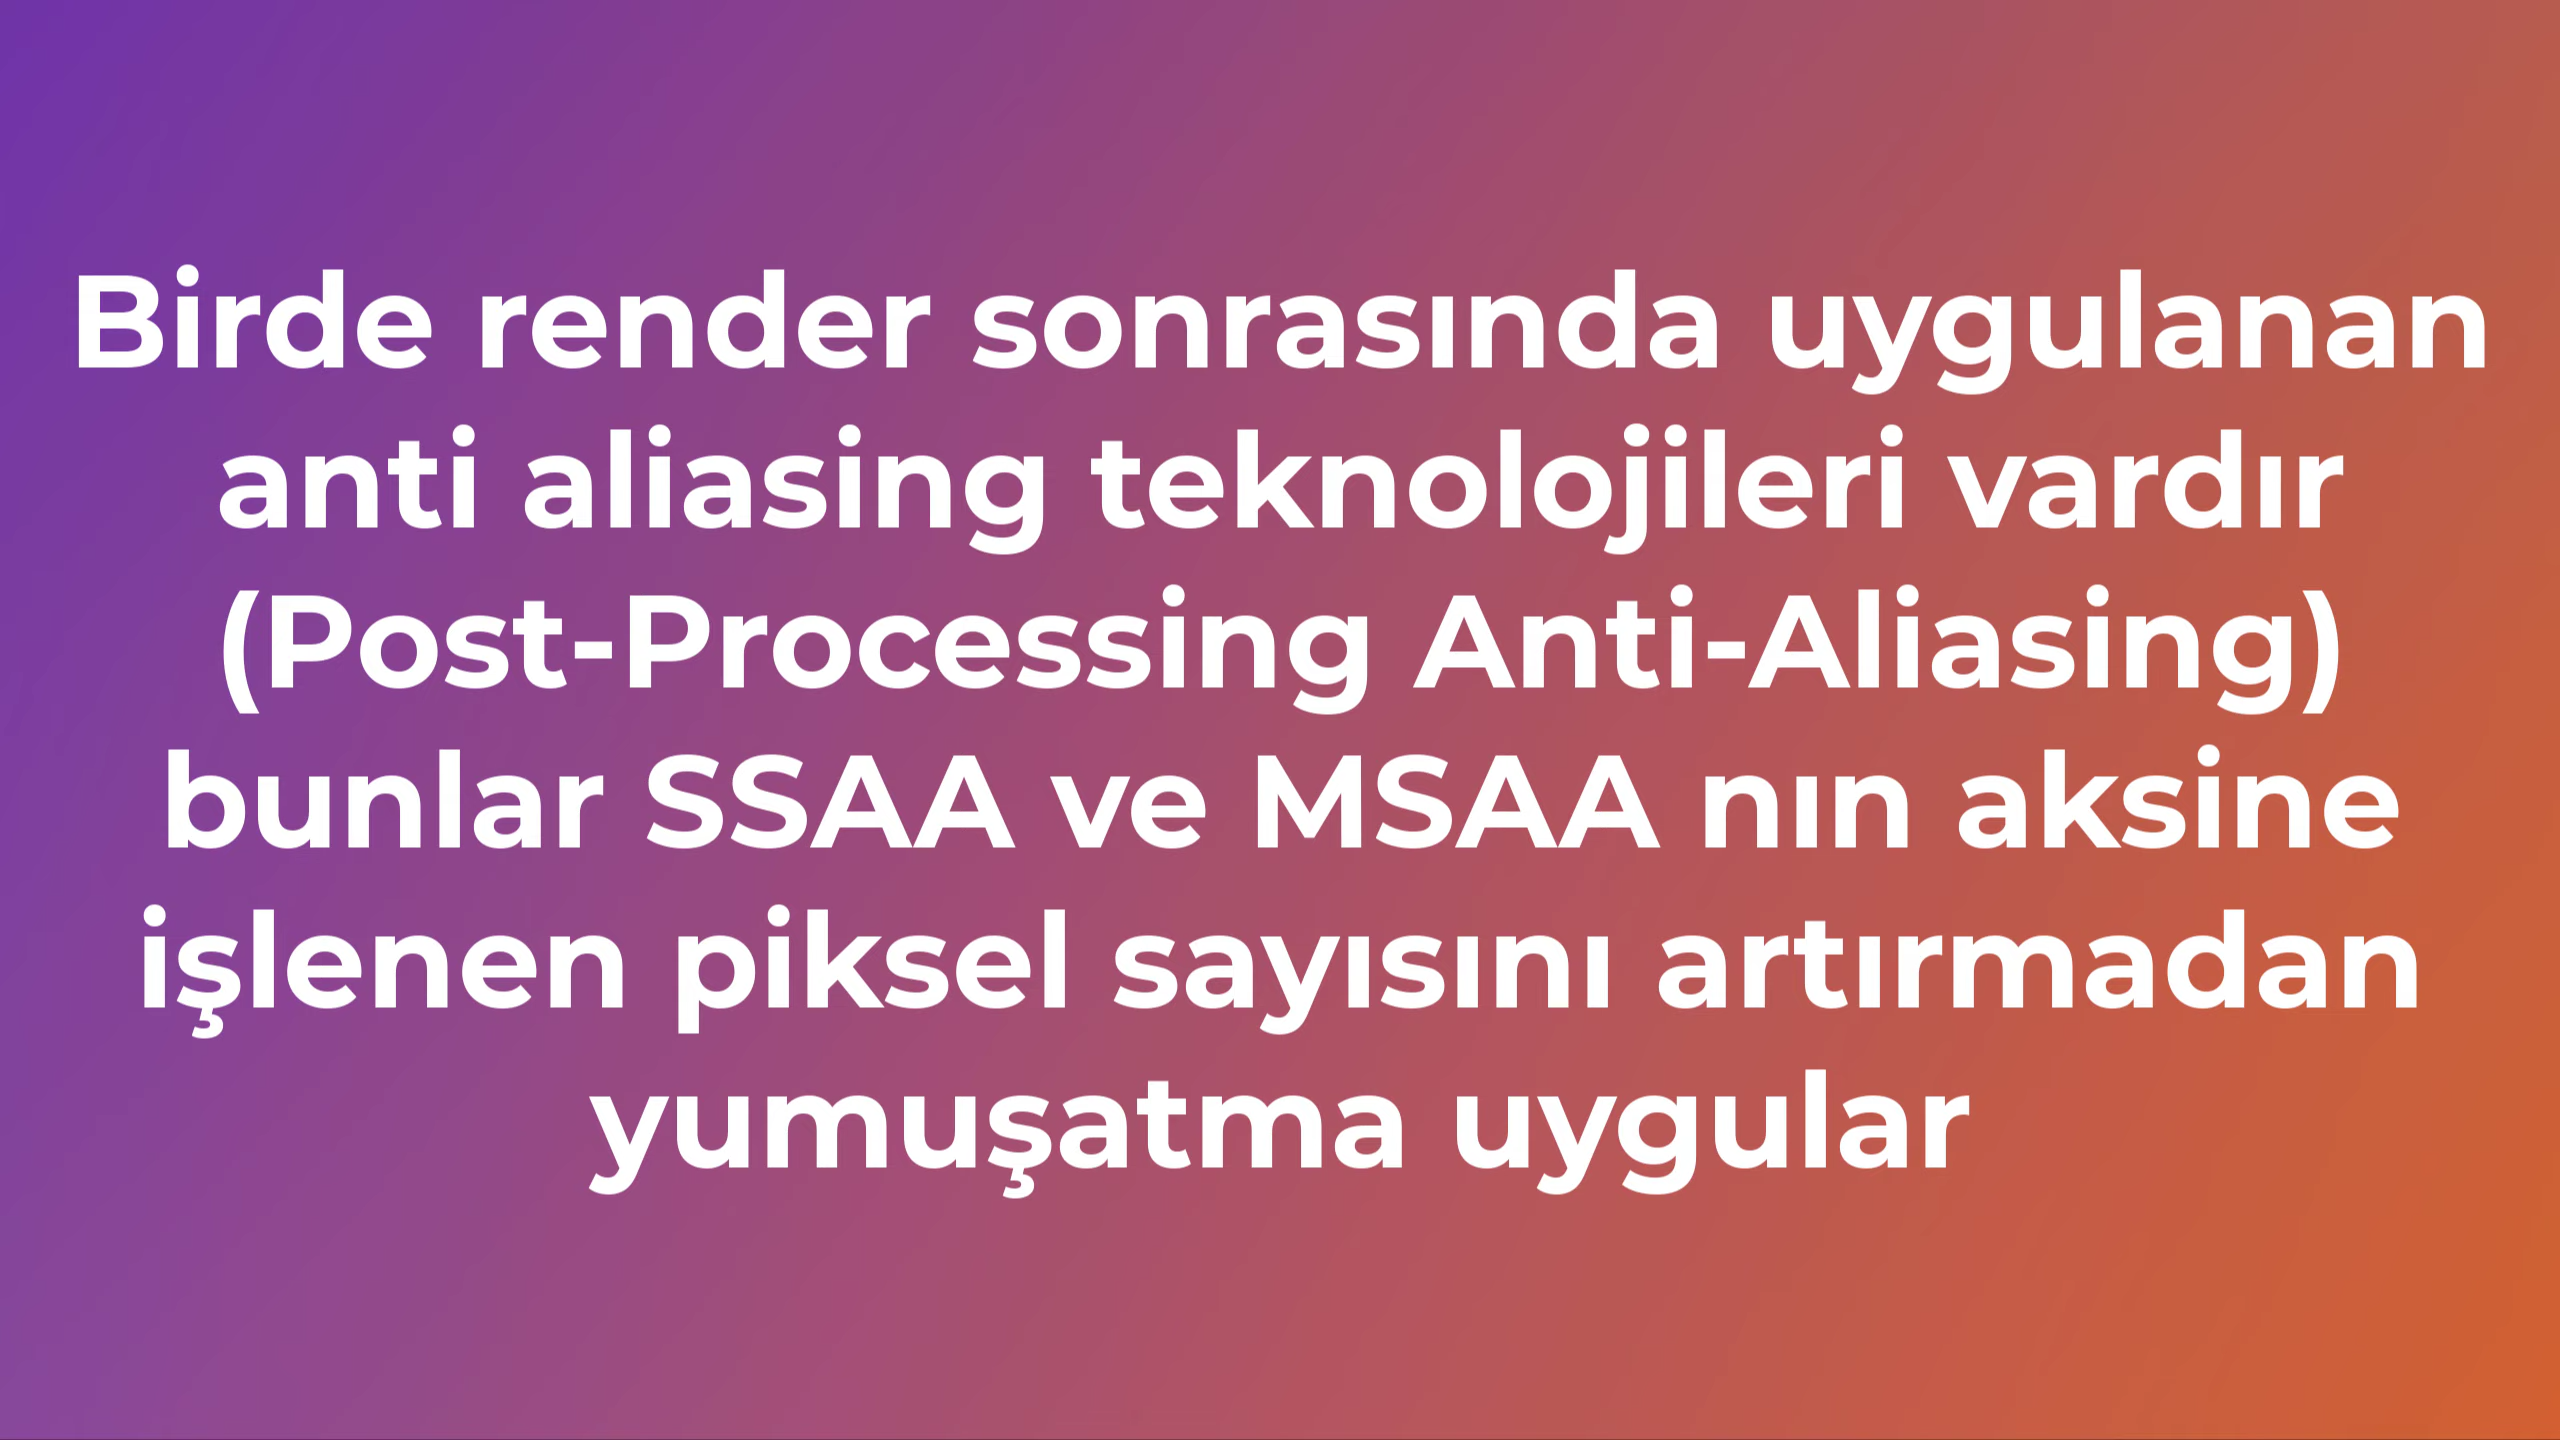 Birde render sonrasında uygulanan
anti aliasing teknolojileri vardır
(Post-Processing Anti-Aliasing)
bunlar SSAA ve MSAA nın aksine
işlenen piksel sayısını artırmadan
yumuşatma uygular